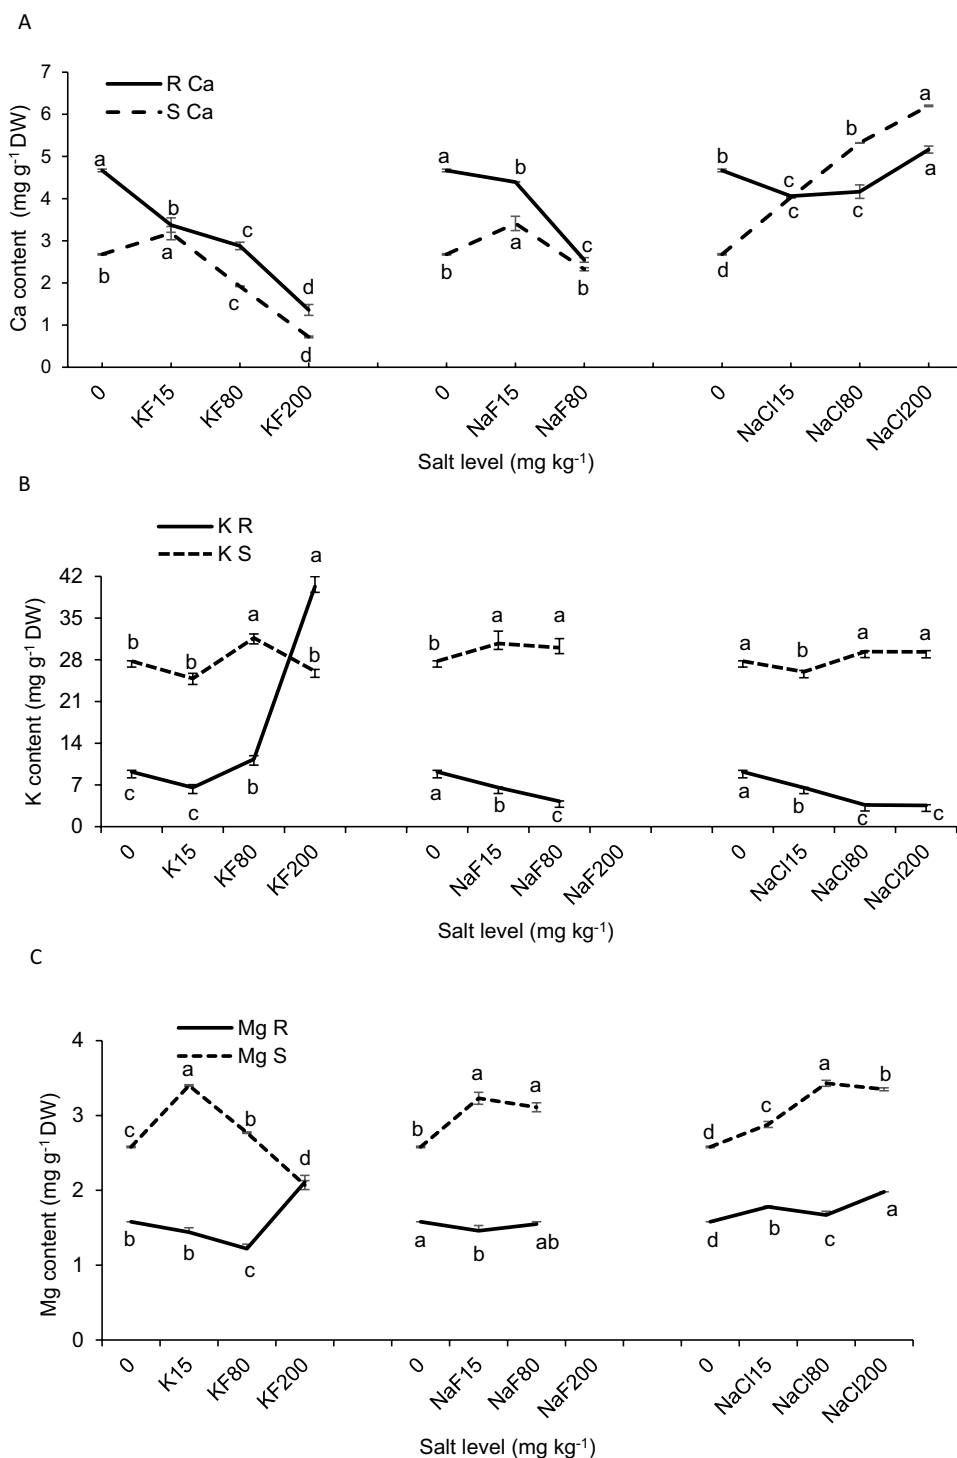 A
R Ca
S Ca
Ca content (mg g-1 DW)
7
6
5
4
3
2
1
0
a b c d
b a c d
a b c
b a b
b c c a
d c b a
0 KF15 KF80 KF200 0 NaF15 NaF80 0 NaCl15 NaCl80 NaCl200
Salt level (mg kg-1)
B
K R
K S
K content (mg g-1 DW)
42
35
28
21
14
7
0
b b a b
c c b a
b a a
a b c
a b a a
a b c c
0 K15 KF80 KF200 0 NaF15 NaF80 NaF200 0 NaCl15 NaCl80 NaCl200
Salt level (mg kg-1)
C
Mg R
Mg S
Mg content (mg g-1 DW)
4
3
2
1
0
c a b d
b b c
b a a
a b ab
d c a b
d b c a
0 K15 KF80 KF200 0 NaF15 NaF80 NaF200 0 NaCl15 NaCl80 NaCl200
Salt level (mg kg-1)